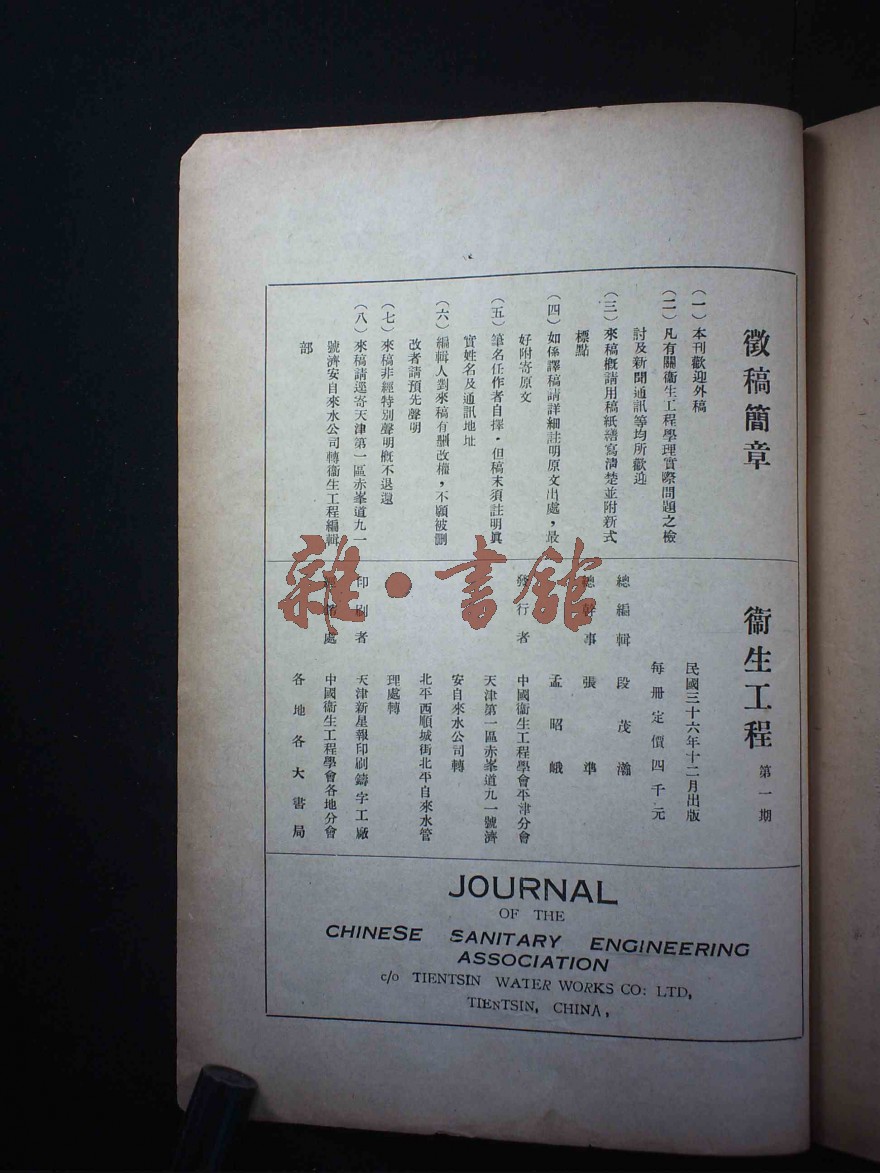 徵稿簡章
（一）本刊歡迎外稿
（二）凡有關衞生工程學理實際問題之檢
討及新聞通訊等均所歡迎
（三）來稿概請用稿紙繕寫清楚並附新式
標點
（四）如係譯稿請詳細註明原文出處，最
好附寄原文
（五）筆名任作者自擇，但稿末須註明眞
實姓名及通訊地址
（六）編輯人對來稿有刪改權，不願被刪
改者請預先聲明
（七）來稿非經特別聲明概不退還
（八）來稿請逕寄天津第一區赤峯道九一
號濟安自來水公司轉衞生工程編輯
部
衞生工程 第一期
民國三十六年十二月出版
每冊定價四千元
總編輯 段茂瀚
總幹事 張準
孟昭峨
發行者 中國衞生工程學會平津分會
天津第一區赤峯道九一號濟
安自來水公司轉
北平西順城街北平自來水管
理處轉
印刷者 天津新星報印刷鑄字工廠
處 中國衞生工程學會各地分會
各地各大書局
JOURNAL
OF THE
CHINESE SANITARY ENGINEERING
ASSOCIATION
c/o TIENTSIN WATER WORKS CO: LTD,
TIENTSIN, CHINA,
雜·書館